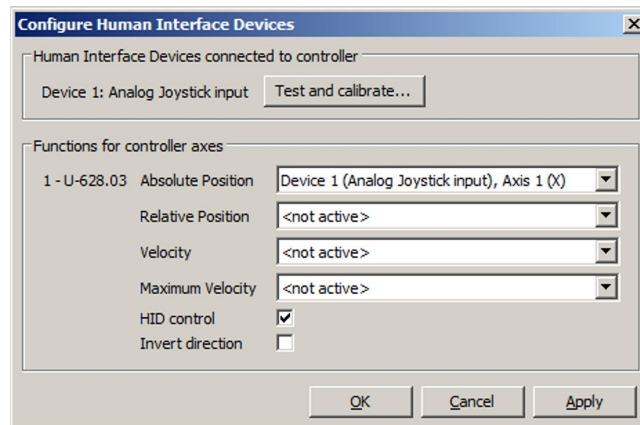 Configure Human Interface Devices
Human Interface Devices connected to controller
Device 1: Analog Joystick input Test and calibrate...
Functions for controller axes
1 - U-628.03 Absolute Position Device 1 (Analog Joystick input), Axis 1 (X)
Relative Position <not active>
Velocity <not active>
Maximum Velocity <not active>
HID control
Invert direction
OK Cancel Apply